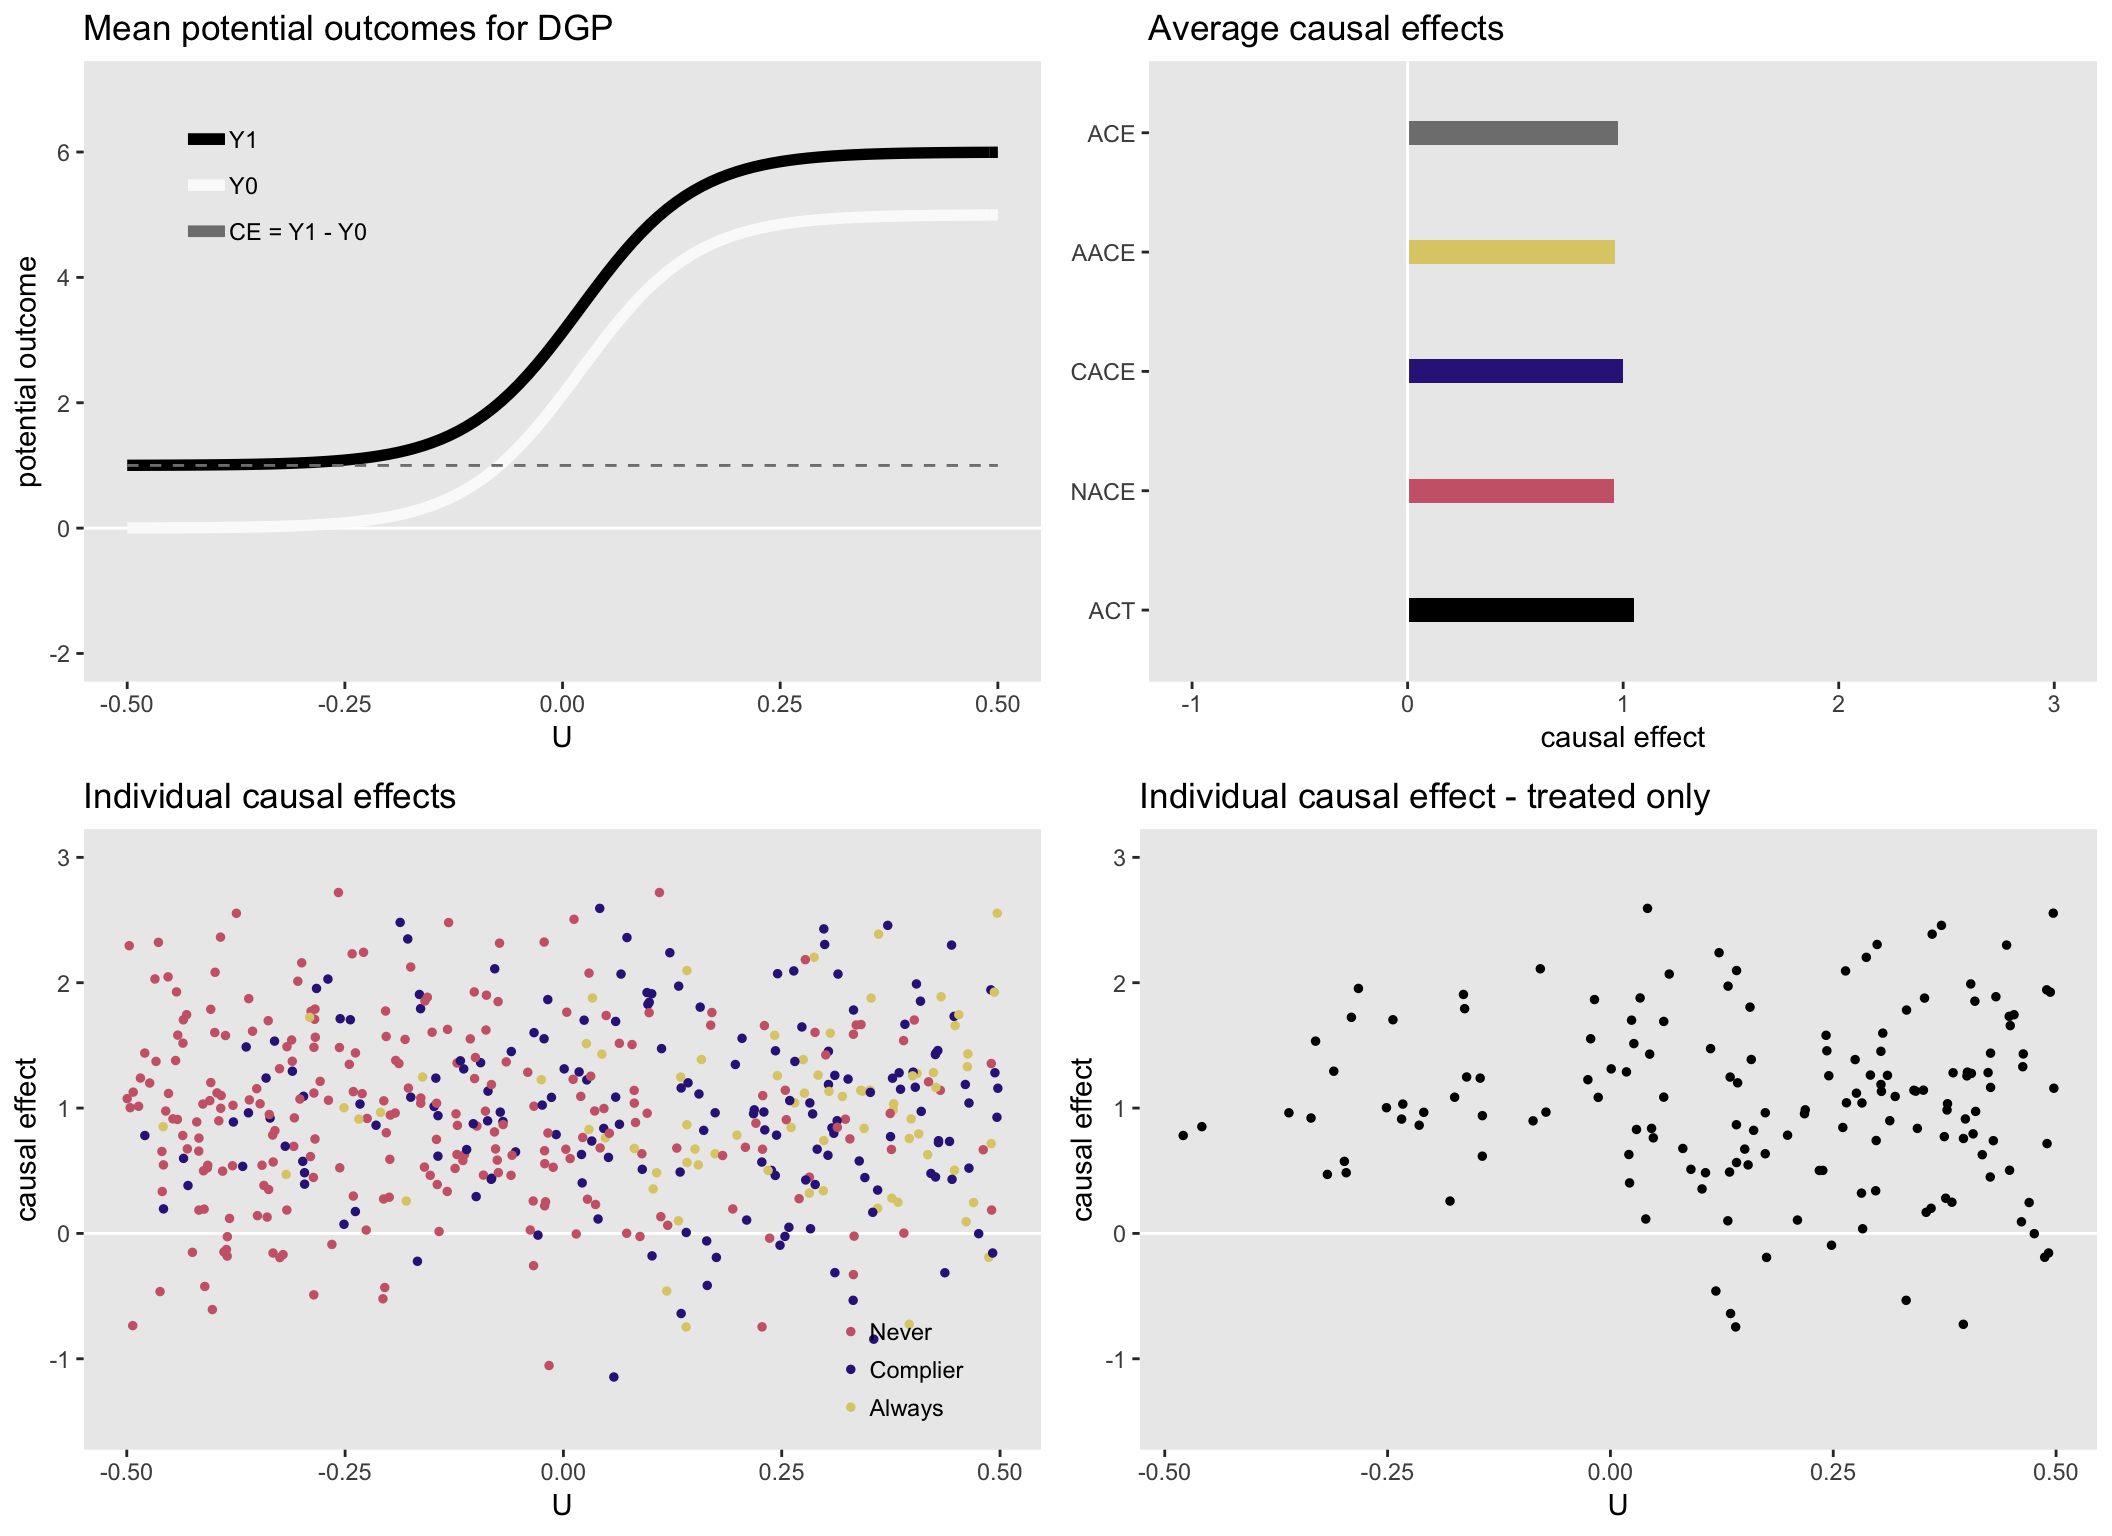 Mean potential outcomes for DGP
Y1
Y0
CE = Y1 - Y0
potential outcome
6
4
2
0
-2
-0.50
-0.25
0.00
0.25
0.50
U
Average causal effects
ACE
AACE
CACE
NACE
ACT
-1
0
1
2
3
causal effect
Individual causal effects
causal effect
3
2
1
0
-1
Never
Complier
Always
-0.50
-0.25
0.00
0.25
0.50
U
Individual causal effect - treated only
causal effect
3
2
1
0
-1
-0.50
-0.25
0.00
0.25
0.50
U